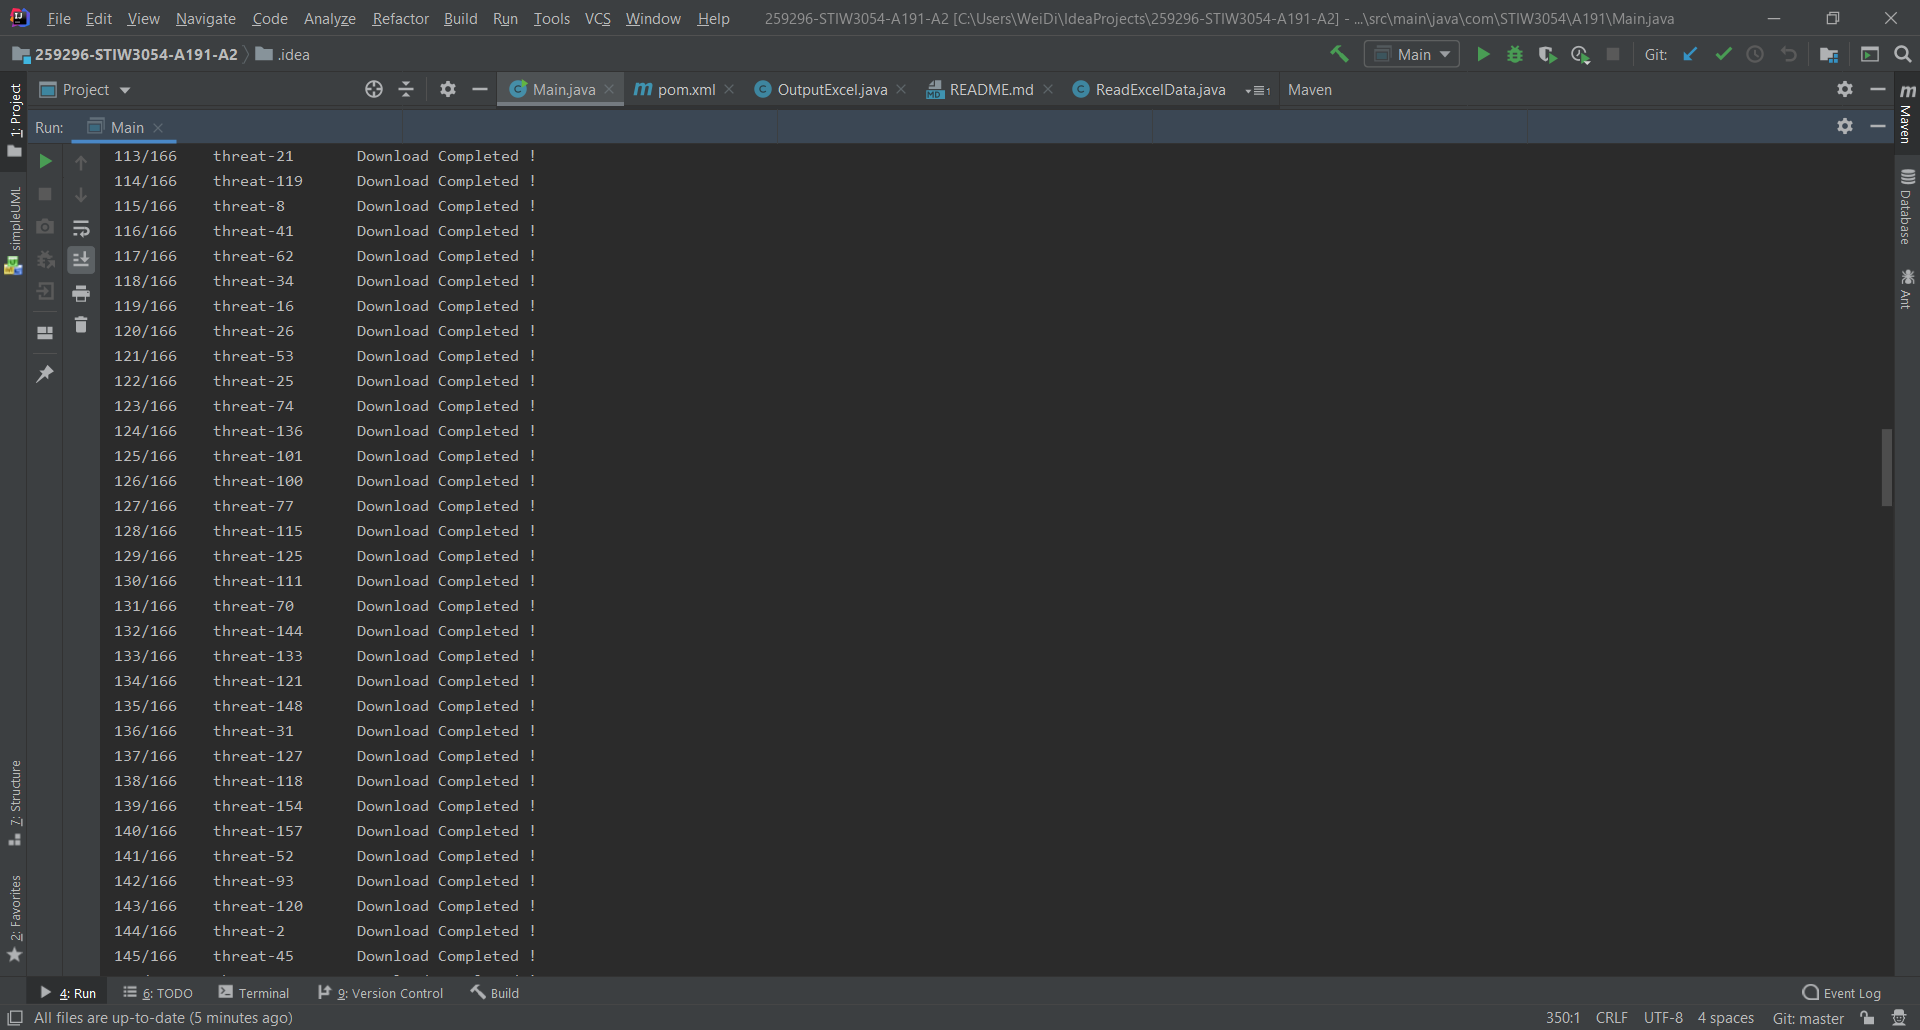 File Edit View Navigate Code Analyze Refactor Build Run Tools VCS Window Help 259296-STIW3054-A191-A2 [C:\Users\WeiDi\IdeaProjects\259296-STIW3054-A191-A2] - ...\src\main\java\com\STIW3054\A191\Main.java
259296-STIW3054-A191-A2 .idea Main Git:
Project Main.java pom.xml OutputExcel.java README.md ReadExcelData.java Maven
Run: Main
113/166 threat-21 Download Completed !
114/166 threat-119 Download Completed !
115/166 threat-8 Download Completed !
116/166 threat-41 Download Completed !
117/166 threat-62 Download Completed !
118/166 threat-34 Download Completed !
119/166 threat-16 Download Completed !
120/166 threat-26 Download Completed !
121/166 threat-53 Download Completed !
122/166 threat-25 Download Completed !
123/166 threat-74 Download Completed !
124/166 threat-136 Download Completed !
125/166 threat-101 Download Completed !
126/166 threat-100 Download Completed !
127/166 threat-77 Download Completed !
128/166 threat-115 Download Completed !
129/166 threat-125 Download Completed !
130/166 threat-111 Download Completed !
131/166 threat-70 Download Completed !
132/166 threat-144 Download Completed !
133/166 threat-133 Download Completed !
134/166 threat-121 Download Completed !
135/166 threat-148 Download Completed !
136/166 threat-31 Download Completed !
137/166 threat-127 Download Completed !
138/166 threat-118 Download Completed !
139/166 threat-154 Download Completed !
140/166 threat-157 Download Completed !
141/166 threat-52 Download Completed !
142/166 threat-93 Download Completed !
143/166 threat-120 Download Completed !
144/166 threat-2 Download Completed !
145/166 threat-45 Download Completed !
1: Project
simpleUML
7: Structure
2: Favorites
Maven
Database
Ant
4: Run 6: TODO Terminal 9: Version Control Build Event Log
All files are up-to-date (5 minutes ago) 350:1 CRLF UTF-8 4 spaces Git: master